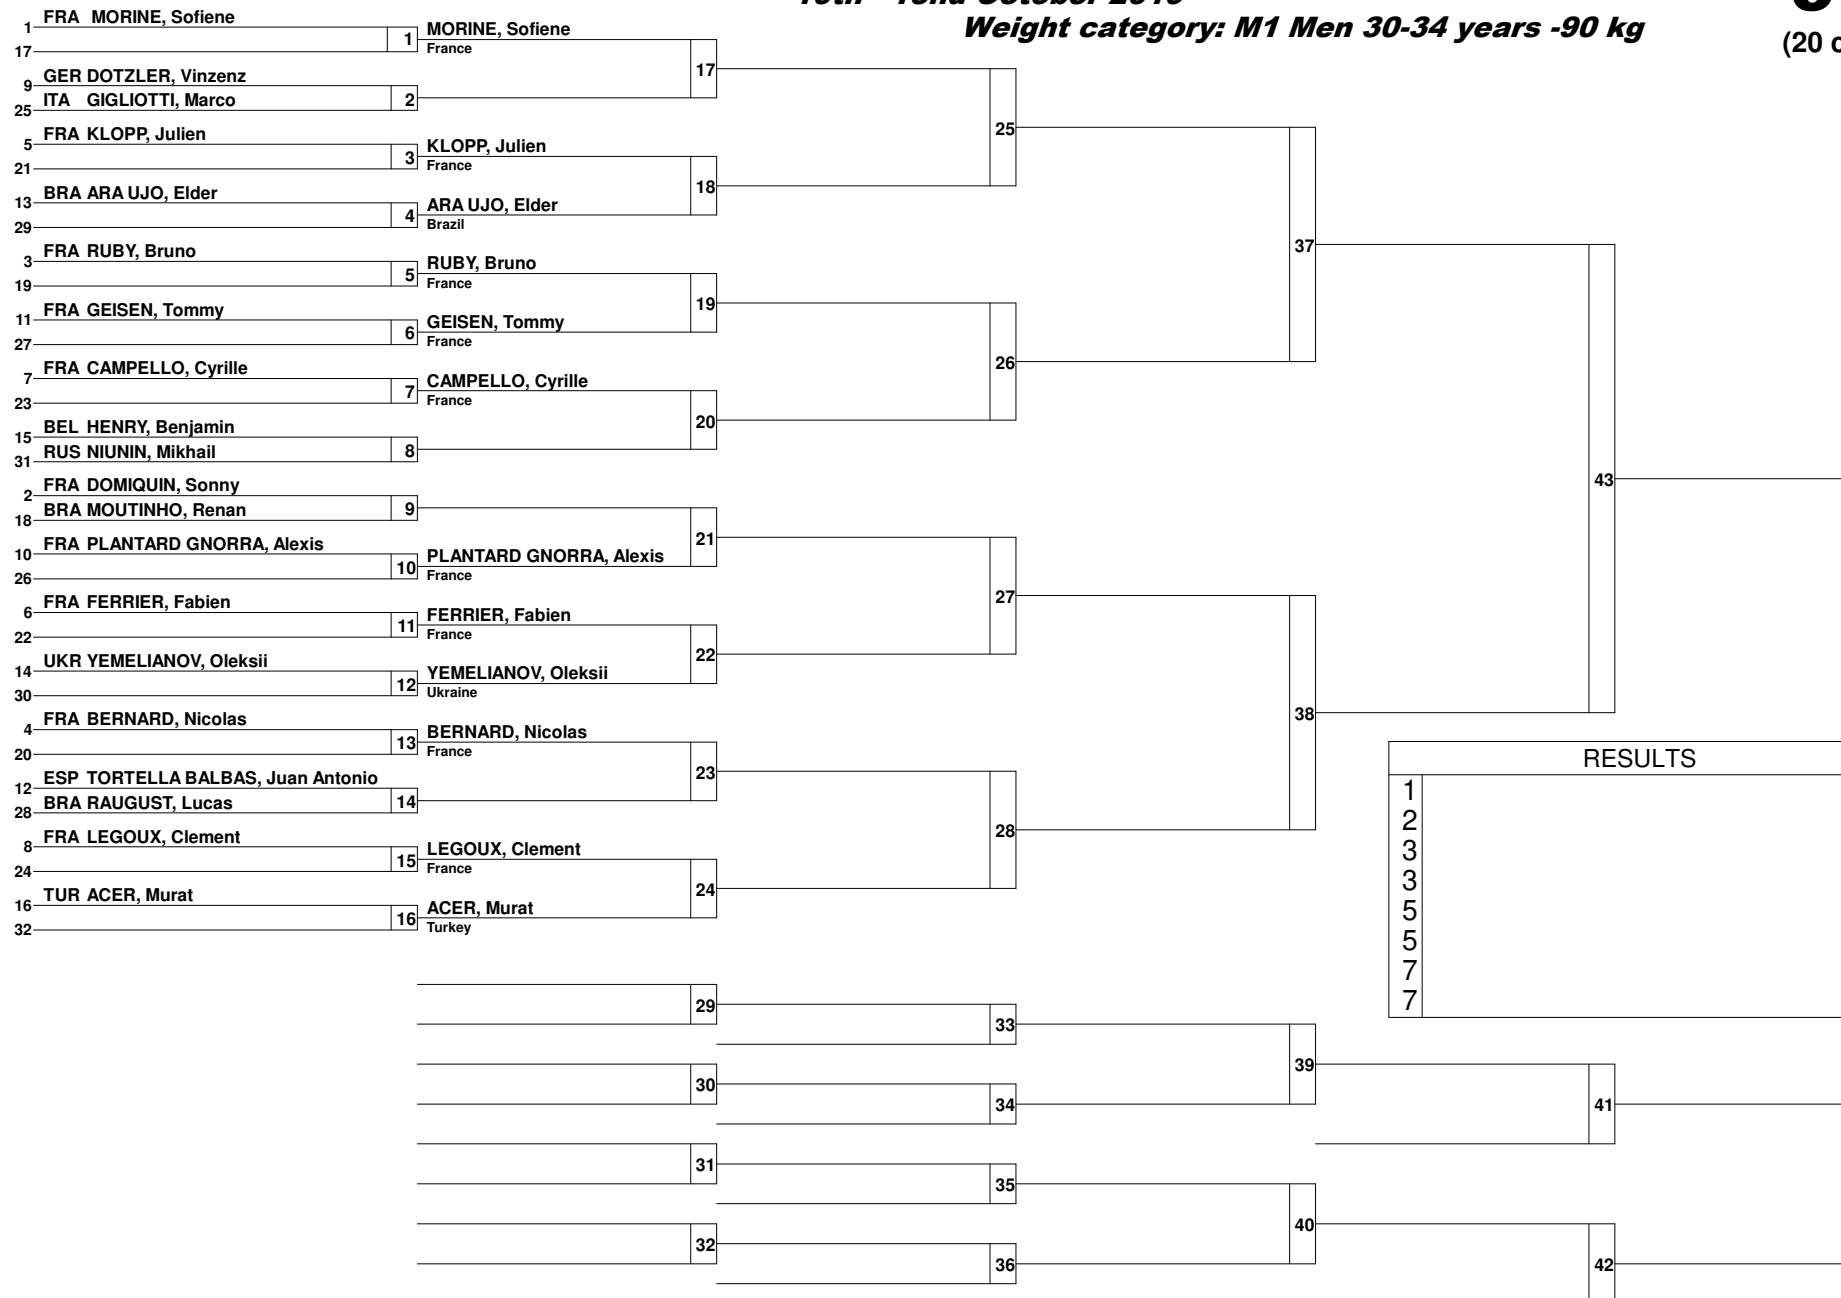 Weight category: M1 Men 30-34 years -90 kg
(20 c
1 FRA MORINE, Sofiene
17
1 MORINE, Sofiene
France
17
9 GER DOTZLER, Vinzenz
25 ITA GIGLIOTTI, Marco
2
25
5 FRA KLOPP, Julien
21
3 KLOPP, Julien
France
18
13 BRA ARA UJO, Elder
29
4 ARA UJO, Elder
Brazil
37
3 FRA RUBY, Bruno
19
5 RUBY, Bruno
France
19
11 FRA GEISEN, Tommy
27
6 GEISEN, Tommy
France
26
7 FRA CAMPELLO, Cyrille
23
7 CAMPELLO, Cyrille
France
20
15 BEL HENRY, Benjamin
31 RUS NIUNIN, Mikhail
8
43
2 FRA DOMIQUIN, Sonny
18 BRA MOUTINHO, Renan
9
21
10 FRA PLANTARD GNORRA, Alexis
26
10 PLANTARD GNORRA, Alexis
France
27
6 FRA FERRIER, Fabien
22
11 FERRIER, Fabien
France
22
14 UKR YEMELIANOV, Oleksii
30
12 YEMELIANOV, Oleksii
Ukraine
38
4 FRA BERNARD, Nicolas
20
13 BERNARD, Nicolas
France
23
12 ESP TORTELLA BALBAS, Juan Antonio
28 BRA RAUGUST, Lucas
14
28
8 FRA LEGOUX, Clement
24
15 LEGOUX, Clement
France
24
16 TUR ACER, Murat
32
16 ACER, Murat
Turkey
RESULTS
1
2
3
3
5
5
7
7
29
33
39
30
34
41
31
35
40
32
36
42